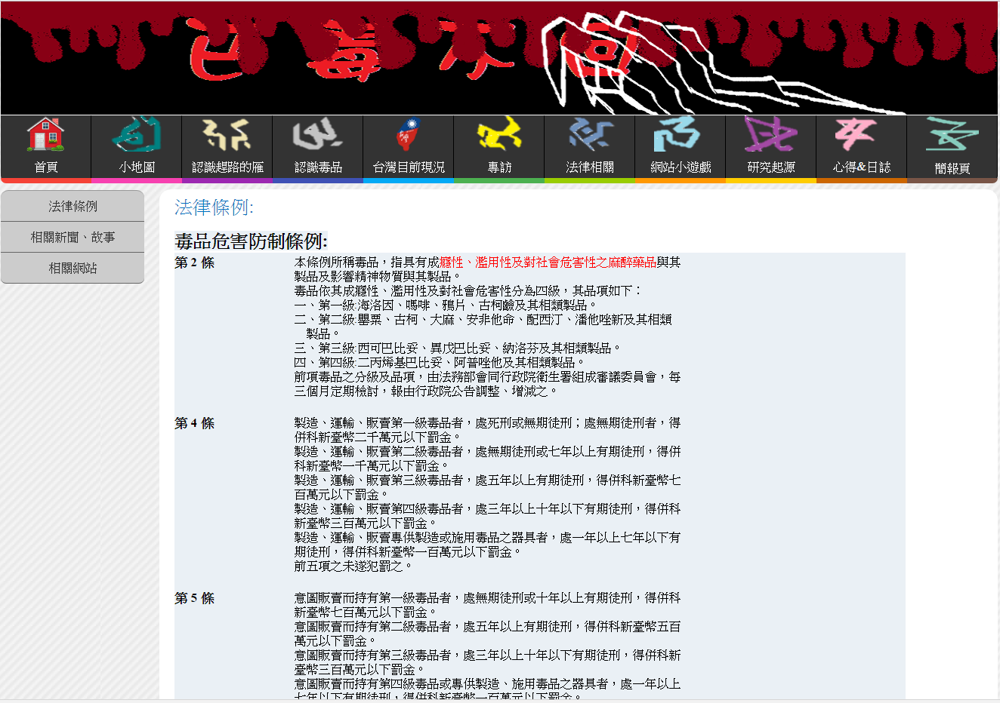 已毒不回
首頁
小地圖
認識趕路的雁
認識毒品
台灣目前現況
專訪
法律相關
網站小遊戲
研究起源
心得&日誌
簡報頁
法律條例
相關新聞、故事
相關網站
法律條例:
毒品危害防制條例:
第 2 條
本條例所稱毒品，指具有成癮性、濫用性及對社會危害性之麻醉藥品與其
製品及影響精神物質與其製品。
毒品依其成癮性、濫用性及對社會危害性分為四級，其品項如下：
一、第一級:海洛因、嗎啡、鴉片、古柯鹼及其相類製品。
二、第二級:罌粟、古柯、大麻、安非他命、配西汀、潘他唑新及其相類
製品。
三、第三級:西可巴比妥、異戊巴比妥、納洛芬及其相類製品。
四、第四級:二丙烯基巴比妥、阿普唑他及其相類製品。
前項毒品之分級及品項，由法務部會同行政院衛生署組成審議委員會，每
三個月定期檢討，報由行政院公告調整、增減之。
第 4 條
製造、運輸、販賣第一級毒品者，處死刑或無期徒刑；處無期徒刑者，得
併科新臺幣二千萬元以下罰金。
製造、運輸、販賣第二級毒品者，處無期徒刑或七年以上有期徒刑，得併
科新臺幣一千萬元以下罰金。
製造、運輸、販賣第三級毒品者，處五年以上有期徒刑，得併科新臺幣七
百萬元以下罰金。
製造、運輸、販賣第四級毒品者，處三年以上十年以下有期徒刑，得併科
新臺幣三百萬元以下罰金。
製造、運輸、販賣專供製造或施用毒品之器具者，處一年以上七年以下有
期徒刑，得併科新臺幣一百萬元以下罰金。
前五項之未遂犯罰之。
第 5 條
意圖販賣而持有第一級毒品者，處無期徒刑或十年以上有期徒刑，得併科
新臺幣七百萬元以下罰金。
意圖販賣而持有第二級毒品者，處五年以上有期徒刑，得併科新臺幣五百
萬元以下罰金。
意圖販賣而持有第三級毒品者，處三年以上十年以下有期徒刑，得併科新
臺幣三百萬元以下罰金。
意圖販賣而持有第四級毒品或專供製造、施用毒品之器具者，處一年以上
七年以下有期徒刑，得併科新臺幣一百萬元以下罰金。